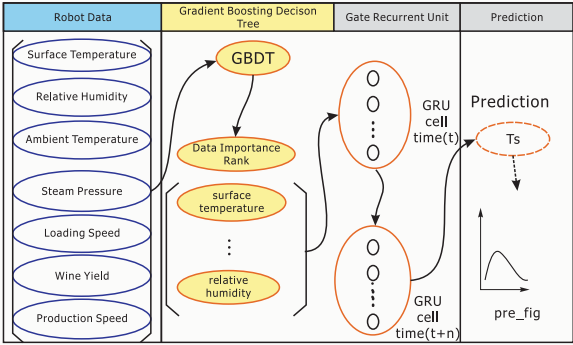 Robot Data
Gradient Boosting Decison
Tree
Gate Recurrent Unit
Prediction
Surface Temperature
Relative Humidity
Ambient Temperature
Steam Pressure
Loading Speed
Wine Yield
Production Speed
GBDT
Data Importance
Rank
surface
temperature
relative
humidity
GRU
cell
time(t)
GRU
cell
time(t+n)
Prediction
Ts
pre_fig